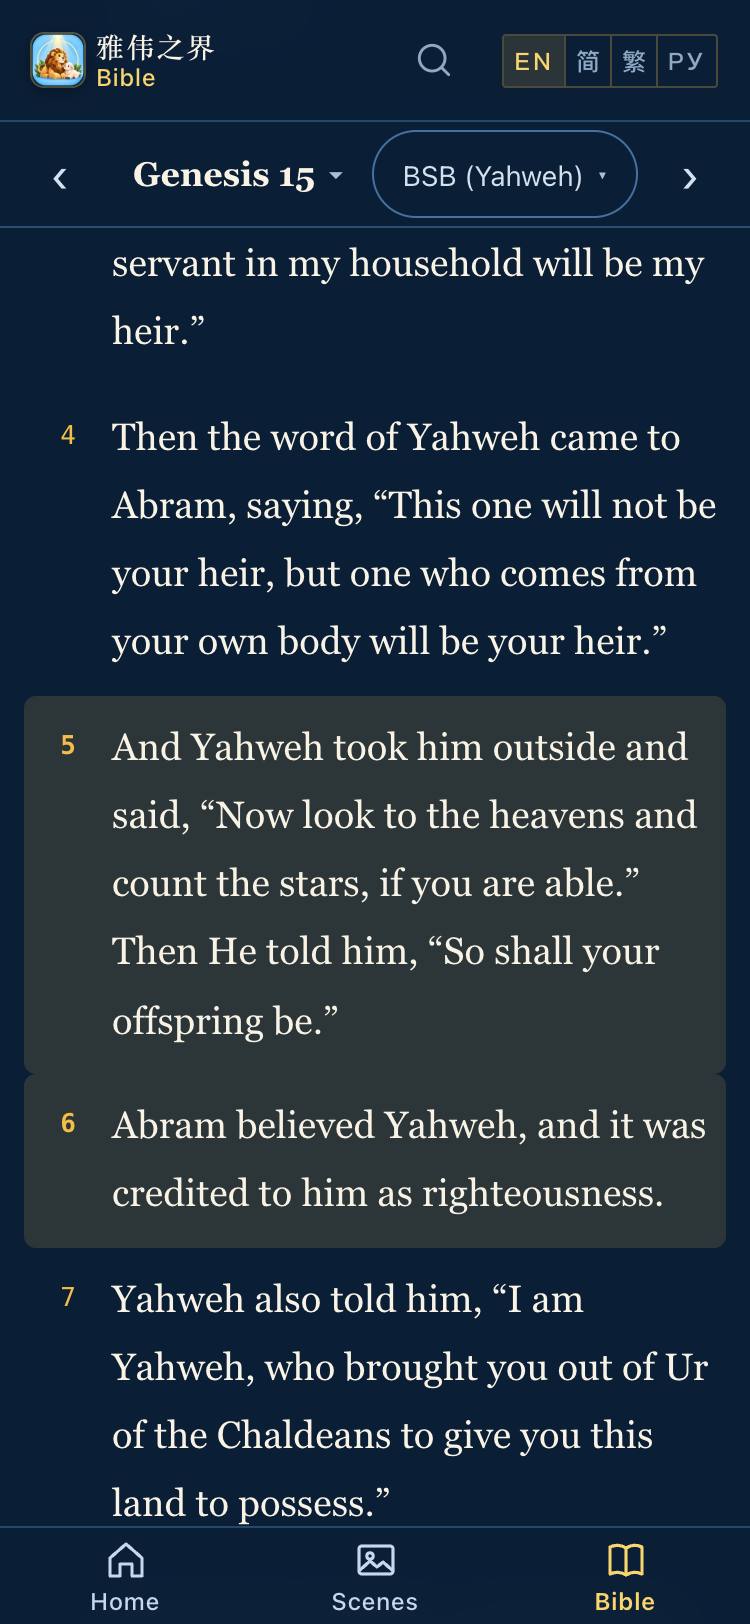 雅伟之界
Bible
EN 简 繁 РУ
‹ Genesis 15 BSB (Yahweh) ›
servant in my household will be my
heir.”
4 Then the word of Yahweh came to
Abram, saying, “This one will not be
your heir, but one who comes from
your own body will be your heir.”
5 And Yahweh took him outside and
said, “Now look to the heavens and
count the stars, if you are able.”
Then He told him, “So shall your
offspring be.”
6 Abram believed Yahweh, and it was
credited to him as righteousness.
7 Yahweh also told him, “I am
Yahweh, who brought you out of Ur
of the Chaldeans to give you this
land to possess.”
Home Scenes Bible